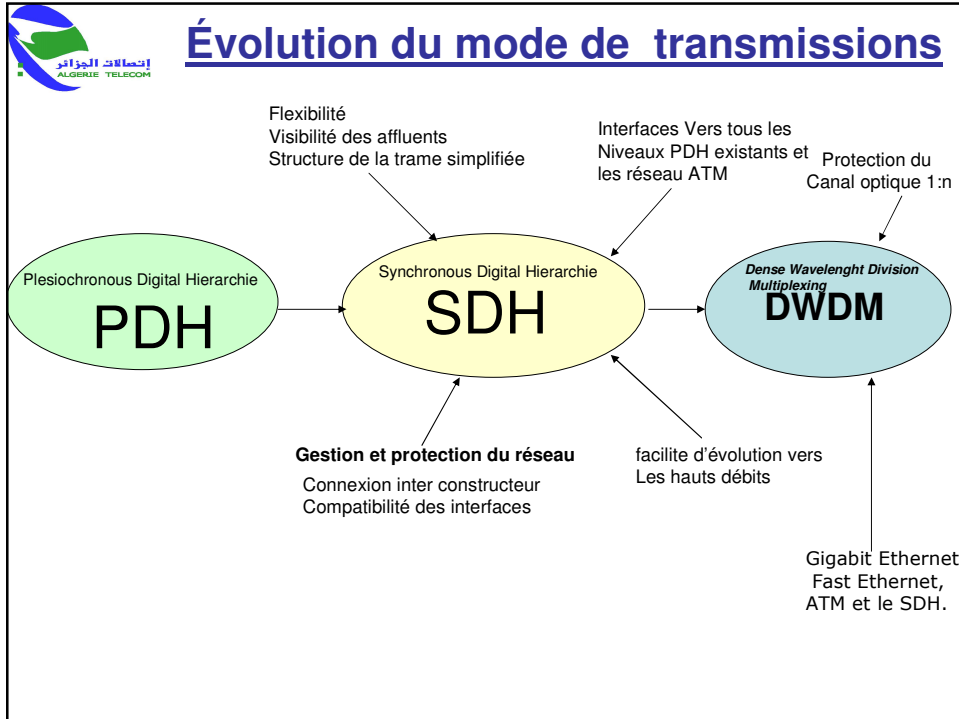 إتصالات الجزائر
ALGERIE TELECOM
Évolution du mode de transmissions
Flexibilité
Visibilité des affluents
Structure de la trame simplifiée
Interfaces Vers tous les
Niveaux PDH existants et
les réseau ATM
Protection du
Canal optique 1:n
Plesiochronous Digital Hierarchie
PDH
Synchronous Digital Hierarchie
SDH
Dense Wavelenght Division
Multiplexing
DWDM
Gestion et protection du réseau
Connexion inter constructeur
Compatibilité des interfaces
facilite d'évolution vers
Les hauts débits
Gigabit Ethernet
Fast Ethernet,
ATM et le SDH.